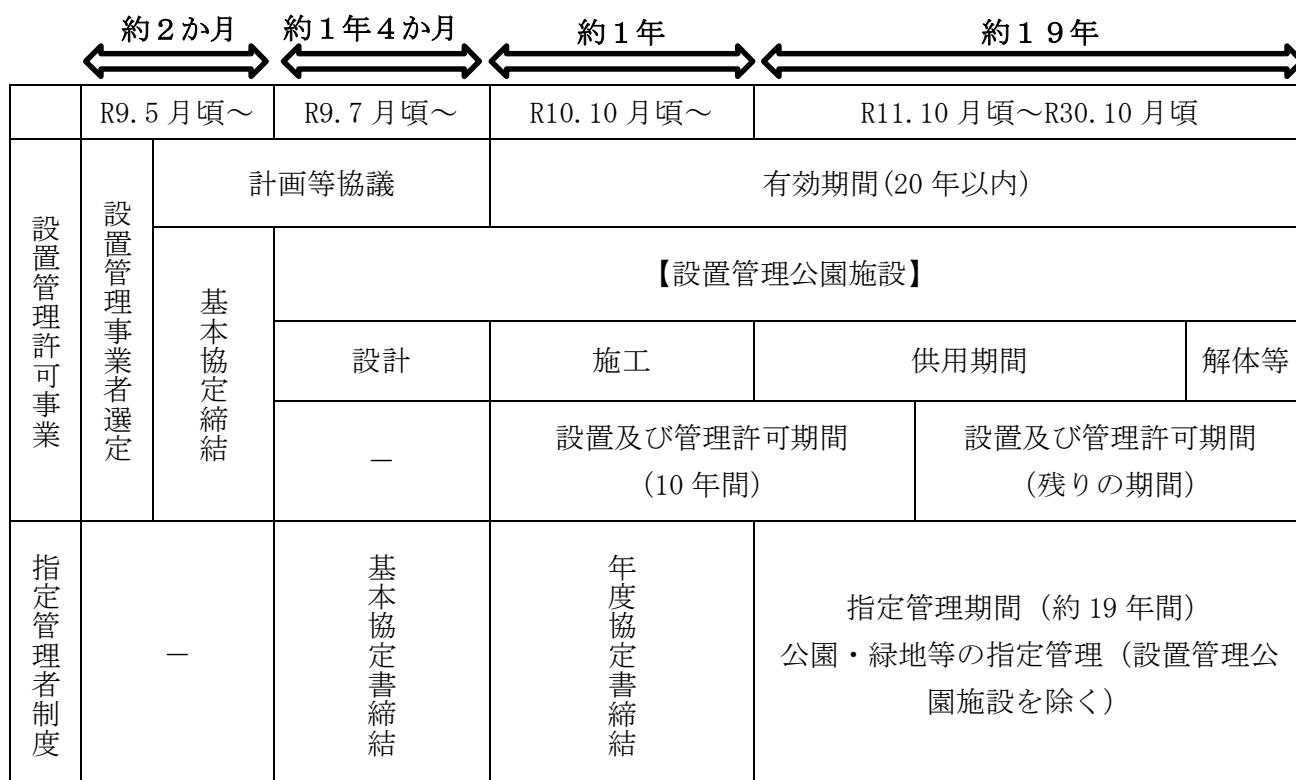 約２か月
約１年４か月
約１年
約１９年
R9.5月頃～
R9.7月頃～
R10.10月頃～
R11.10月頃～R30.10月頃
設置管理許可事業
設置管理事業者選定
計画等協議
有効期間(20年以内)
基本協定締結
【設置管理公園施設】
設計
施工
供用期間
解体等
－
設置及び管理許可期間
（10年間）
設置及び管理許可期間
（残りの期間）
指定管理者制度
－
基本協定書締結
年度協定書締結
指定管理期間（約19年間）
公園・緑地等の指定管理（設置管理公
園施設を除く）